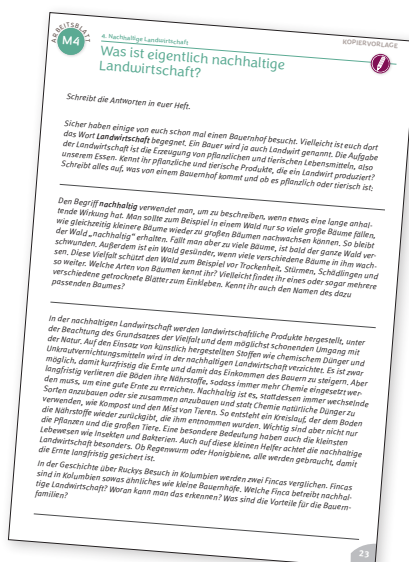 ARBEITSBLATT
M4
4. Nachhaltige Landwirtschaft
KOPIERVORLAGE
Was ist eigentlich nachhaltige
Landwirtschaft?
Schreibt die Antworten in euer Heft.
Sicher haben einige von euch schon mal einen Bauernhof besucht. Vielleicht ist euch dort
das Wort Landwirtschaft begegnet. Ein Bauer wird ja auch Landwirt genannt. Die Aufgabe
der Landwirtschaft ist die Erzeugung von pflanzlichen und tierischen Lebensmitteln, also
unserem Essen. Kennt ihr pflanzliche und tierische Produkte, die ein Landwirt produziert?
Schreibt alles auf, was von einem Bauernhof kommt und ob es pflanzlich oder tierisch ist:
Den Begriff nachhaltig verwendet man, um zu beschreiben, wenn etwas eine lange anhal-
tende Wirkung hat. Man sollte zum Beispiel in einem Wald nur so viele große Bäume fällen,
wie gleichzeitig kleinere Bäume wieder zu großen Bäumen nachwachsen können. So bleibt
der Wald „nachhaltig“ erhalten. Fällt man aber zu viele Bäume, ist bald der ganze Wald ver-
schwunden. Außerdem ist ein Wald gesünder, wenn viele verschiedene Bäume in ihm wach-
sen. Diese Vielfalt schützt den Wald zum Beispiel vor Trockenheit, Stürmen, Schädlingen und
so weiter. Welche Arten von Bäumen kennt ihr? Vielleicht findet ihr eines oder sogar mehrere
verschiedene getrocknete Blätter zum Einkleben. Kennt ihr auch den Namen des dazu
passenden Baumes?
In der nachhaltigen Landwirtschaft werden landwirtschaftliche Produkte hergestellt, unter
der Beachtung des Grundsatzes der Vielfalt und dem möglichst schonenden Umgang mit
der Natur. Auf den Einsatz von künstlich hergestellten Stoffen wie chemischem Dünger und
Unkrautvernichtungsmitteln wird in der nachhaltigen Landwirtschaft verzichtet. Es ist zwar
möglich, damit kurzfristig die Ernte und damit das Einkommen des Bauern zu steigern. Aber
langfristig verlieren die Böden ihre Nährstoffe, sodass immer mehr Chemie eingesetzt wer-
den muss, um eine gute Ernte zu erreichen. Nachhaltig ist es, stattdessen immer wechselnde
Sorten anzubauen oder sie zusammen anzubauen und statt Chemie natürliche Dünger zu
verwenden, wie Kompost und den Mist von Tieren. So entsteht ein Kreislauf, der dem Boden
die Nährstoffe wieder zurückgibt, die ihm entnommen wurden. Wichtig sind aber nicht nur
die Pflanzen und die großen Tiere. Eine besondere Bedeutung haben auch die kleinsten
Lebewesen wie Insekten und Bakterien. Auch auf diese kleinen Helfer achtet die nachhaltige
Landwirtschaft besonders. Ob Regenwurm oder Honigbiene, alle werden gebraucht, damit
die Ernte langfristig gesichert ist.
In der Geschichte über Ruckys Besuch in Kolumbien werden zwei Fincas verglichen. Fincas
sind in Kolumbien sowas ähnliches wie kleine Bauernhöfe. Welche Finca betreibt nachhal-
tige Landwirtschaft? Woran kann man das erkennen? Was sind die Vorteile für die Bauern-
familien?
23